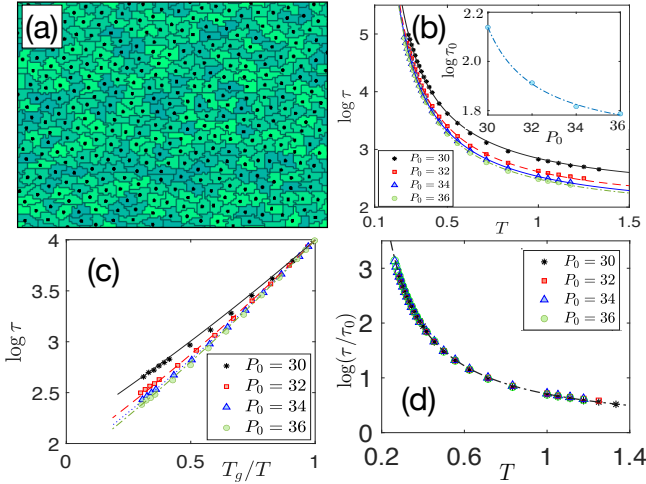 (a)
(b)
log τ
5
4
3
2
0.1 0.5 1 1.5
T
P₀ = 30
P₀ = 32
P₀ = 34
P₀ = 36
log τ₀
2.2
2.0
1.8
30 32 34 36
P₀
(c)
log τ
4
3.5
3
2.5
2
0 0.5 1
T_g/T
P₀ = 30
P₀ = 32
P₀ = 34
P₀ = 36
(d)
log(τ/τ₀)
3
2
1
0
0.2 0.6 1 1.4
T
P₀ = 30
P₀ = 32
P₀ = 34
P₀ = 36